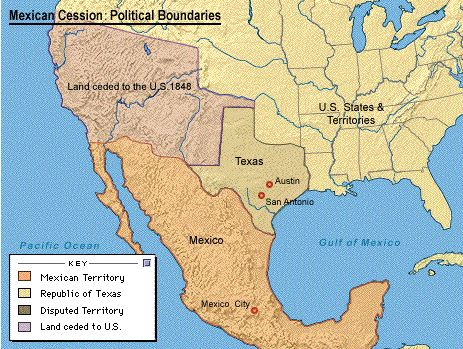 Mexican Cession: Political Boundaries
Land ceded to the U.S.1848
U.S. States &
Territories
Texas
Austin
San Antonio
Mexico
Pacific Ocean
Gulf of Mexico
KEY
Mexican Territory
Republic of Texas
Disputed Territory
Land ceded to U.S.
Mexico City